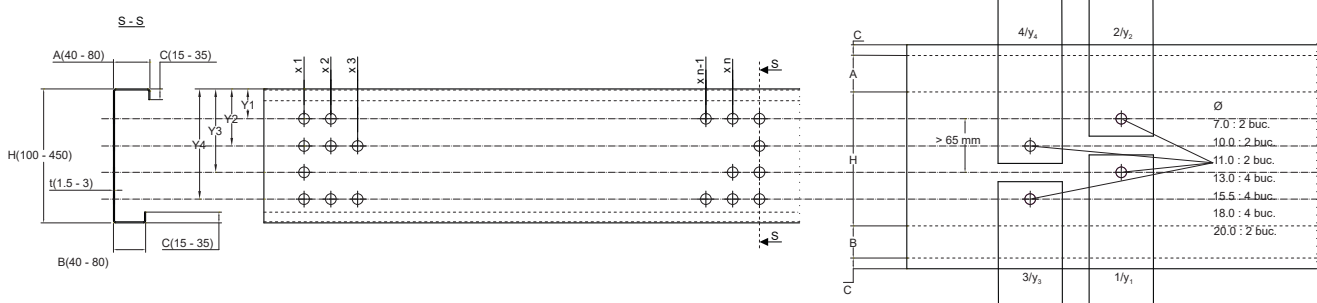 S - S
A(40 - 80)
C(15 - 35)
H(100 - 450)
t(1.5 - 3)
C(15 - 35)
B(40 - 80)
Y4
Y3
Y2
Y1
x 1
x 2
x 3
x n-1
x n
S
S
C
A
H
B
C
4/y₄
2/y₂
> 65 mm
3/y₃
1/y₁
Ø
7.0 : 2 buc.
10.0 : 2 buc.
11.0 : 2 buc.
13.0 : 4 buc.
15.5 : 4 buc.
18.0 : 4 buc.
20.0 : 2 buc.